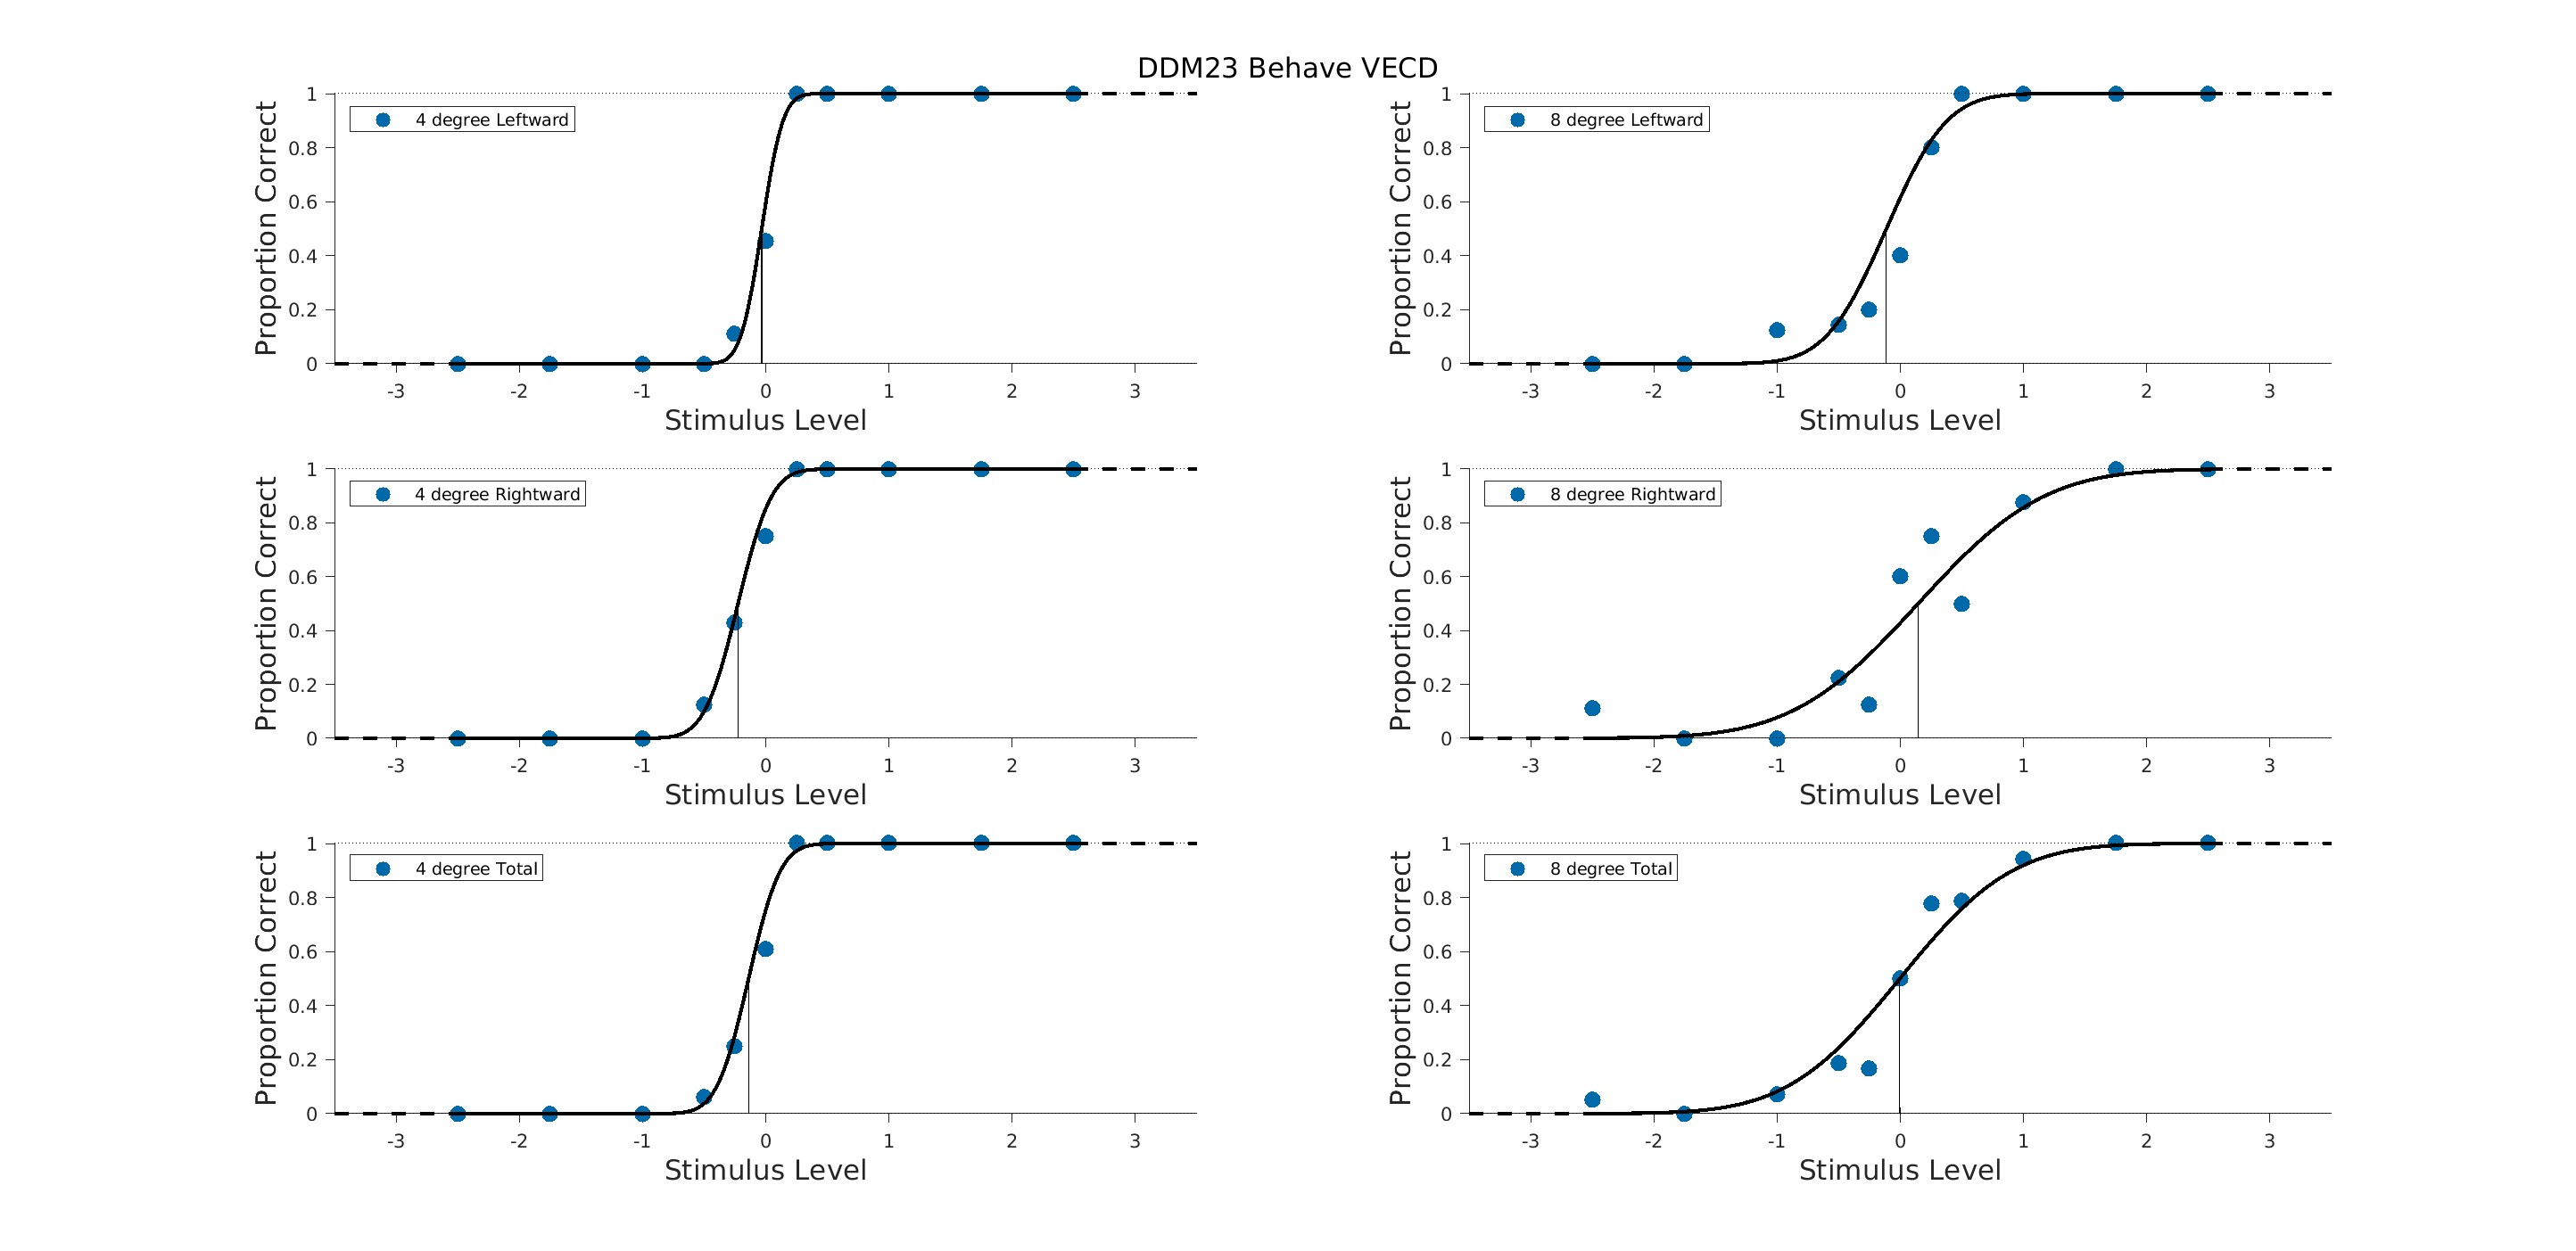 DDM23 Behave VECD
Proportion Correct
1
0.8
0.6
0.4
0.2
0
4 degree Leftward
-3 -2 -1 0 1 2 3
Stimulus Level
Proportion Correct
1
0.8
0.6
0.4
0.2
0
8 degree Leftward
-3 -2 -1 0 1 2 3
Stimulus Level
Proportion Correct
1
0.8
0.6
0.4
0.2
0
4 degree Rightward
-3 -2 -1 0 1 2 3
Stimulus Level
Proportion Correct
1
0.8
0.6
0.4
0.2
0
8 degree Rightward
-3 -2 -1 0 1 2 3
Stimulus Level
Proportion Correct
1
0.8
0.6
0.4
0.2
0
4 degree Total
-3 -2 -1 0 1 2 3
Stimulus Level
Proportion Correct
1
0.8
0.6
0.4
0.2
0
8 degree Total
-3 -2 -1 0 1 2 3
Stimulus Level